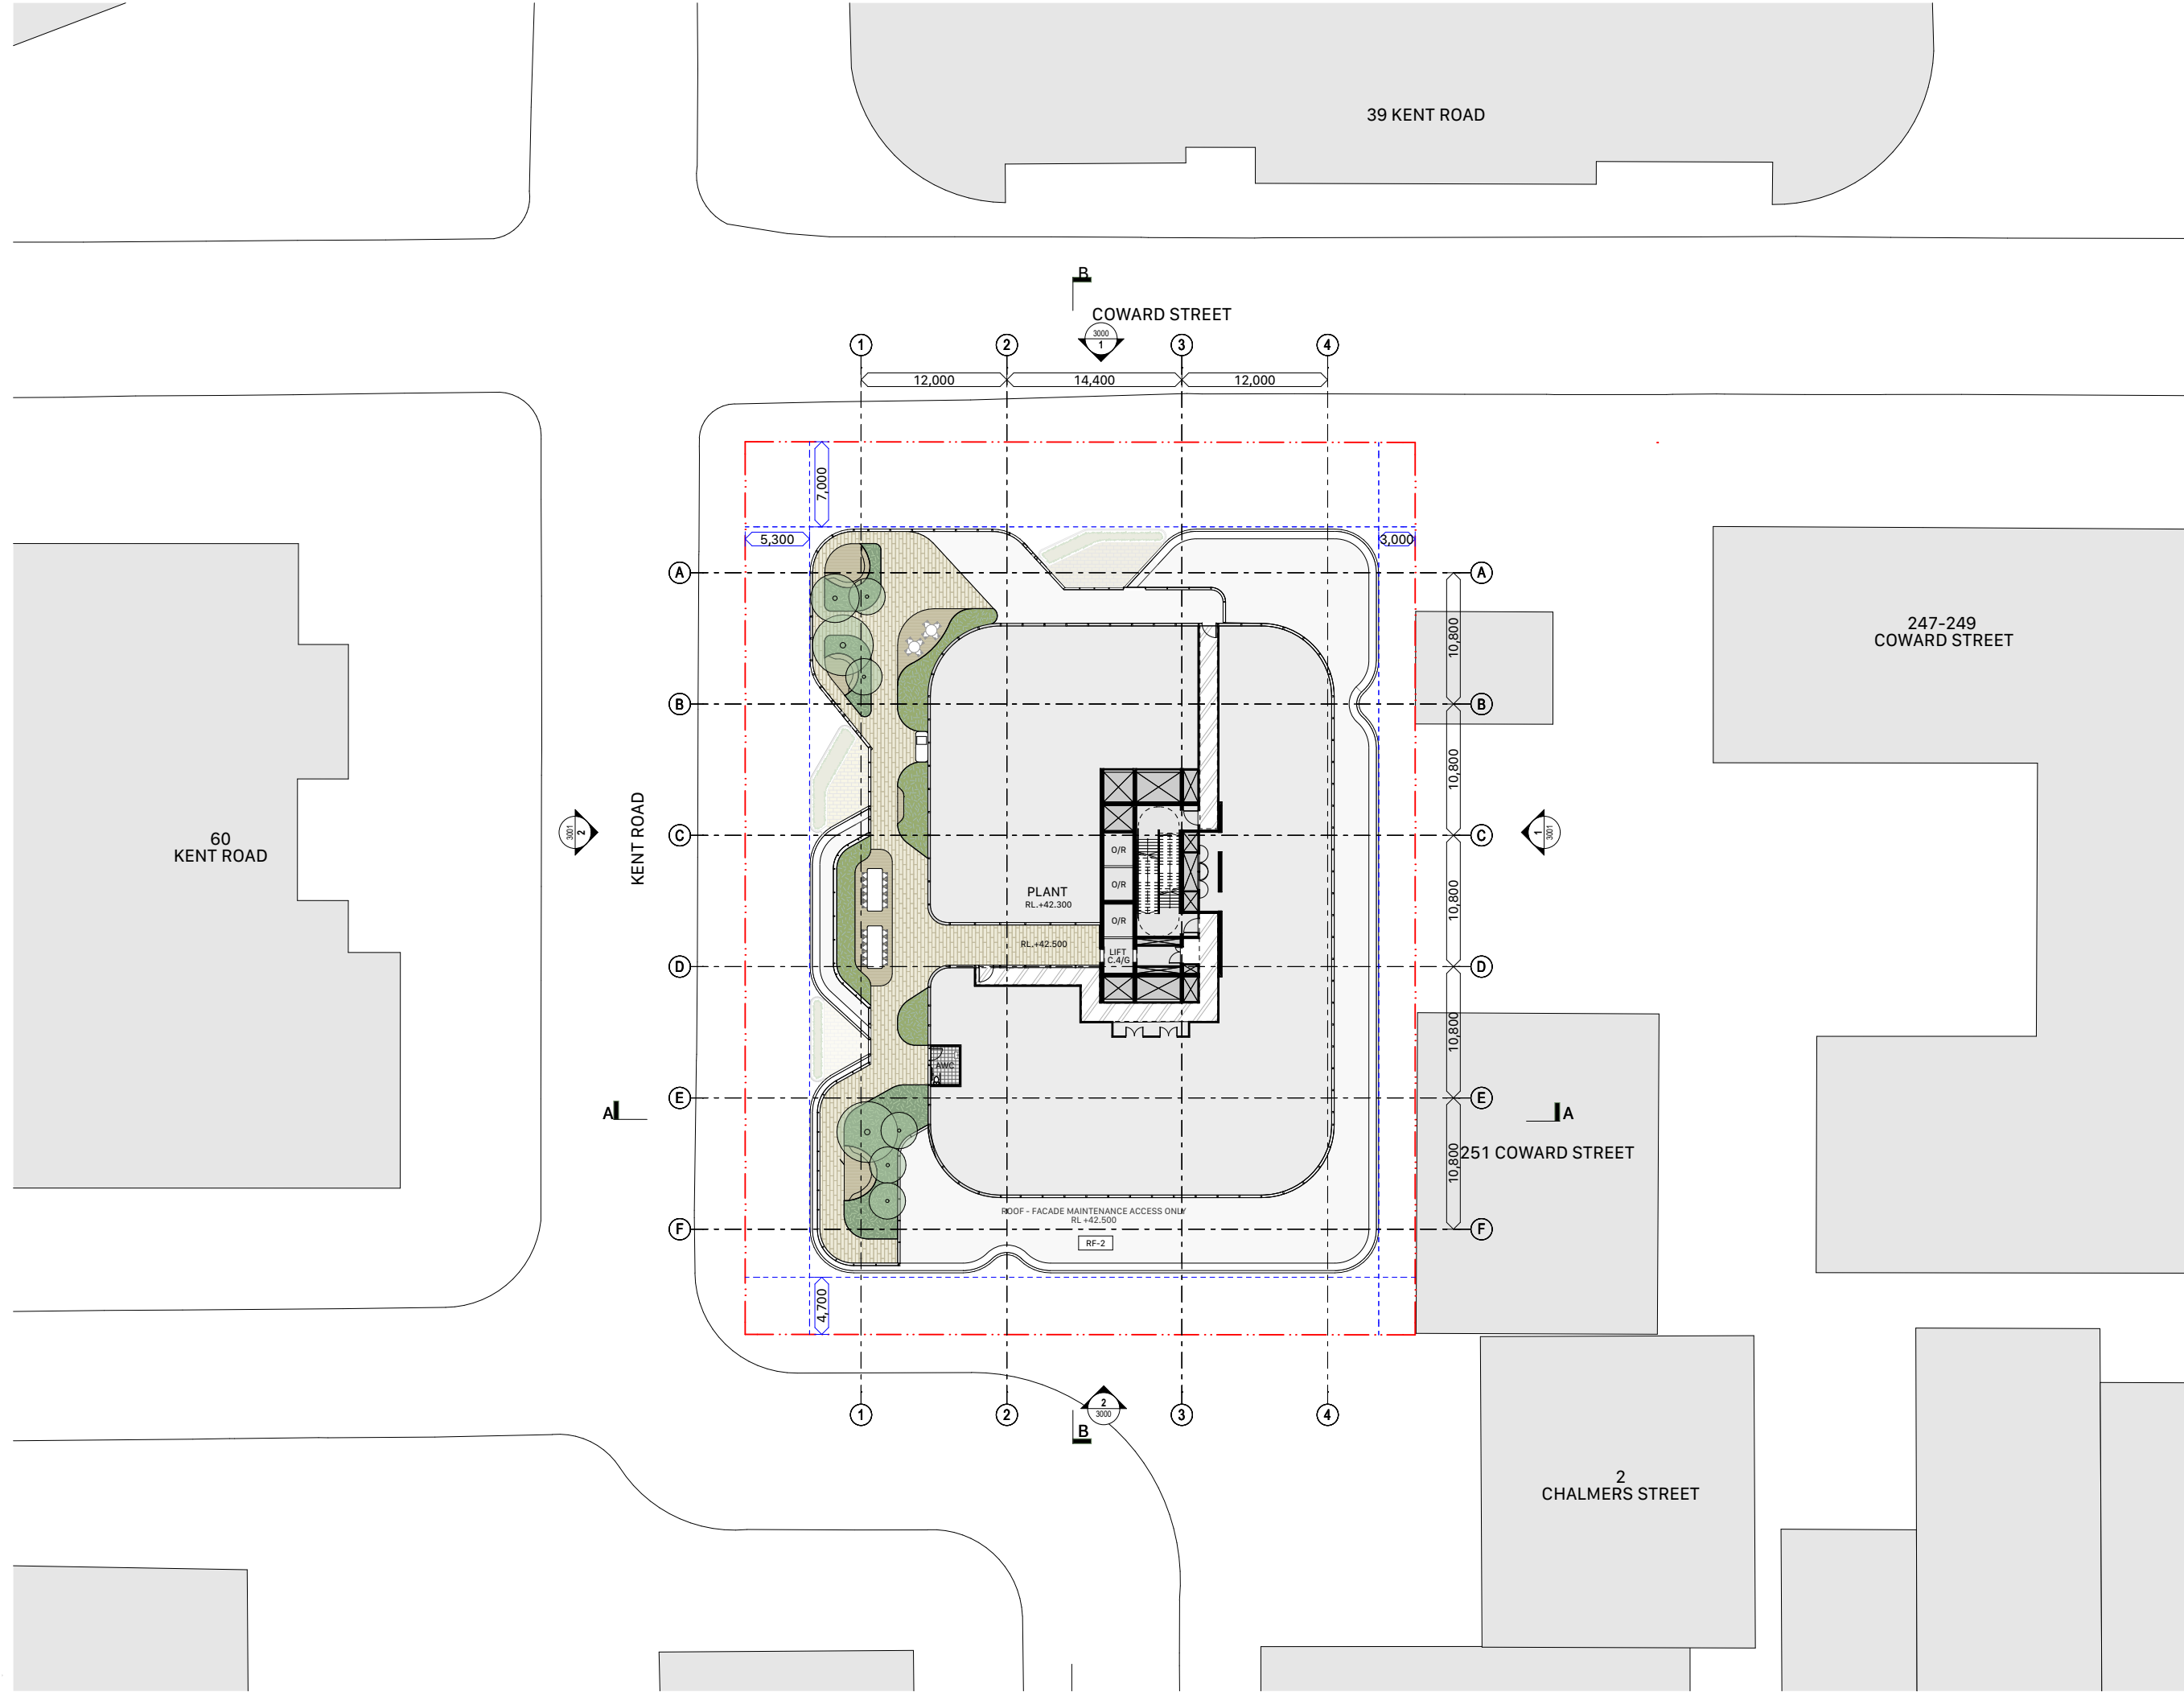 39 KENT ROAD
B
COWARD STREET
3000
1
1
2
3
4
12,000
14,400
12,000
7,000
5,300
3,000
A
A
10,800
247-249
COWARD STREET
B
B
10,800
60
KENT ROAD
3001
2
KENT ROAD
C
C
1
3001
O/R
O/R
O/R
PLANT
RL.+42.300
10,800
RL.+42.500
LIFT
C.4/G
D
D
10,800
AWC
E
E
A
A
10,800
251 COWARD STREET
ROOF - FACADE MAINTENANCE ACCESS ONLY
RL +42.500
F
F
RF-2
4,700
1
2
3
4
2
3000
B
2
CHALMERS STREET